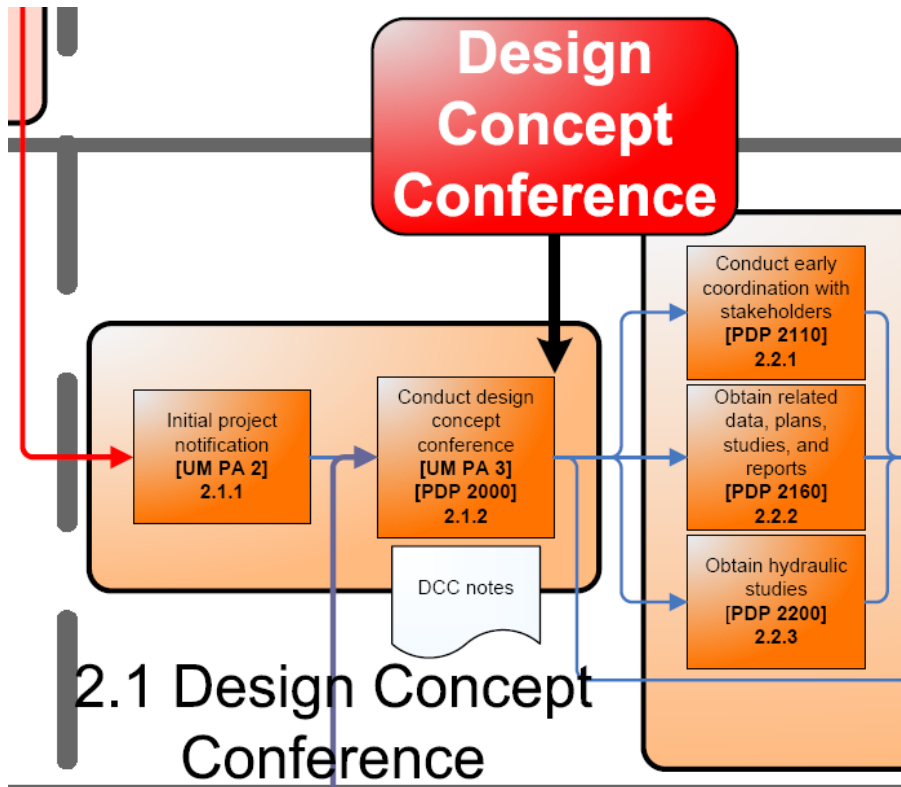 Design
Concept
Conference
Conduct early
coordination with
stakeholders
[PDP 2110]
2.2.1
Initial project
notification
[UM PA 2]
2.1.1
Conduct design
concept
conference
[UM PA 3]
[PDP 2000]
2.1.2
Obtain related
data, plans,
studies, and
reports
[PDP 2160]
2.2.2
Obtain hydraulic
studies
[PDP 2200]
2.2.3
DCC notes
2.1 Design Concept
Conference